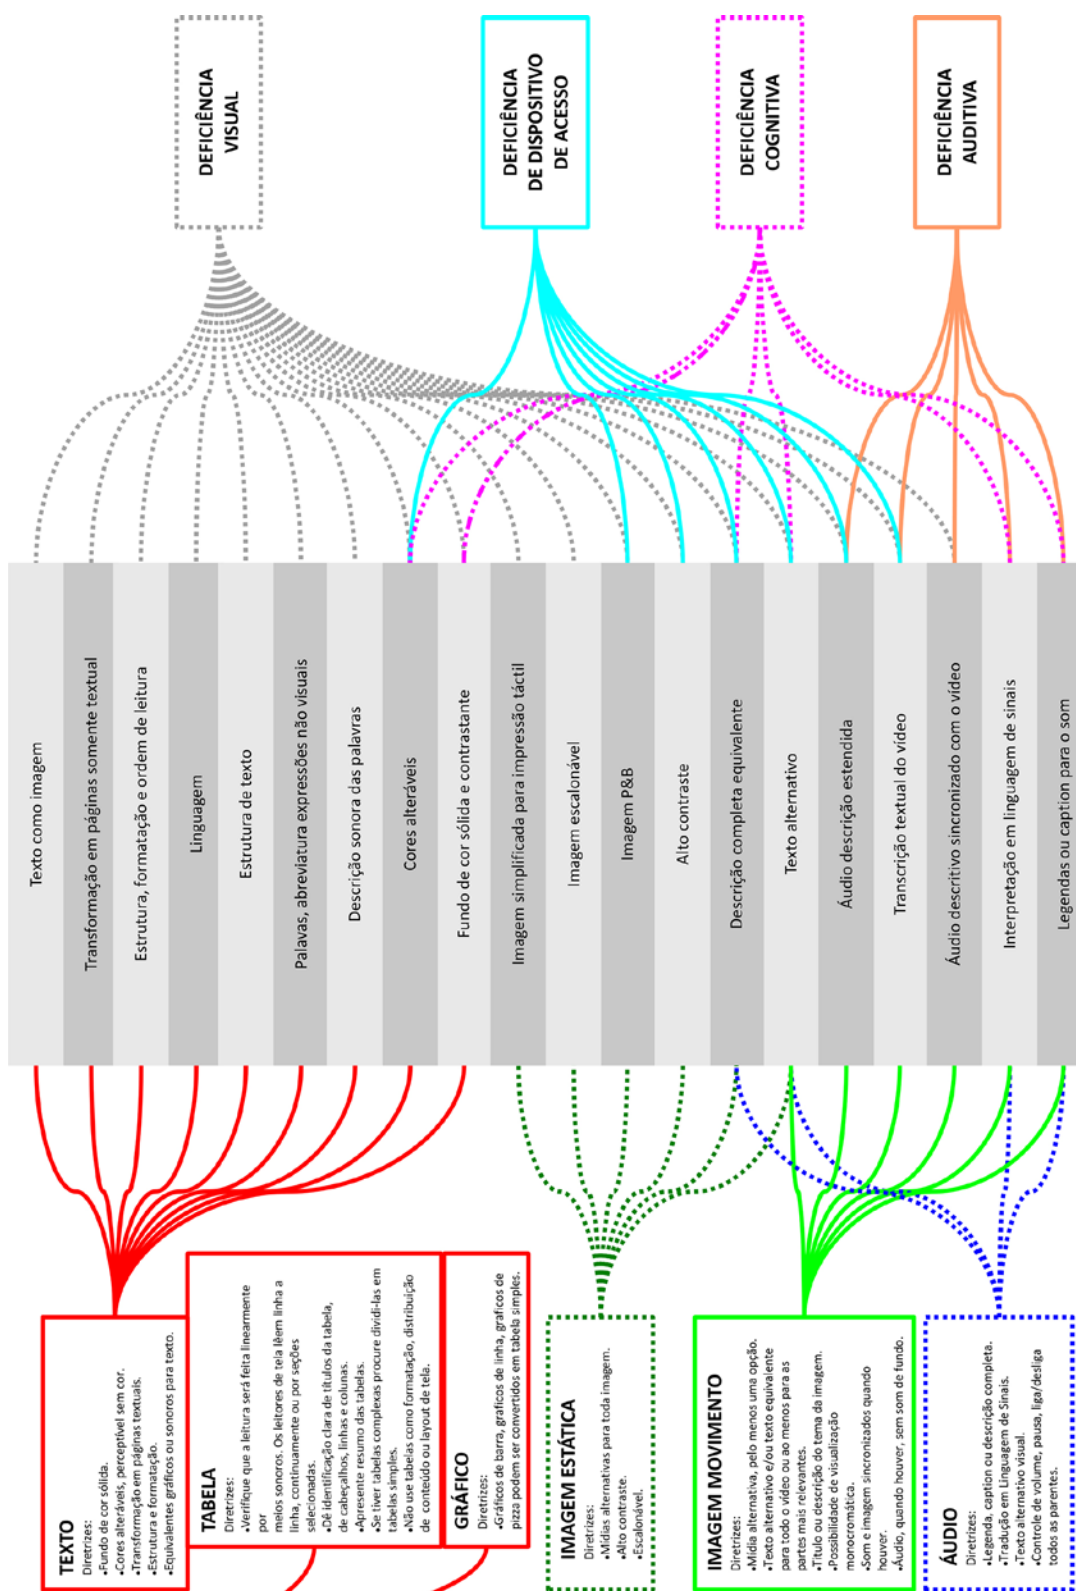 TEXTO
Diretrizes:
•Fundo de cor sólida.
•Cores alteráveis, perceptível sem cor.
•Transformação em páginas textuais.
•Estrutura e formatação.
•Equivalentes gráficos ou sonoros para texto.
TABELA
Diretrizes:
•Verifique que a leitura será feita linearmente
por
meios sonoros. Os leitores de tela lêem linha a
linha, continuamente ou por seções
selecionadas.
•Dê identificação clara de títulos da tabela,
de cabeçalhos, linhas e colunas.
•Apresente resumo das tabelas.
•Se tiver tabelas complexas procure dividi-las em
tabelas simples.
•Não use tabelas como formatação, distribuição
de conteúdo ou layout de tela.
GRÁFICO
Diretrizes:
•Gráficos de barra, graficos de linha, graficos de
pizza podem ser convertidos em tabela simples.
IMAGEM ESTÁTICA
Diretrizes:
•Mídias alternativas para toda imagem.
•Alto contraste.
•Escalonável.
IMAGEM MOVIMENTO
Diretrizes:
•Mídia alternativa, pelo menos uma opção.
•Texto alternativo e/ou texto equivalente
para todo o vídeo ou ao menos para as
partes mais relevantes.
•Título ou descrição do tema da imagem.
•Possibilidade de visualização
monocromática.
•Som e imagem sincronizados quando
houver.
•Áudio, quando houver, sem som de fundo.
ÁUDIO
Diretrizes:
•Legenda, caption ou descrição completa.
•Tradução em Linguagem de Sinais.
•Texto alternativo visual.
•Controle de volume, pausa, liga/desliga
todos as parentes.
Texto como imagem
Transformação em páginas somente textual
Estrutura, formatação e ordem de leitura
Linguagem
Estrutura de texto
Palavas, abreviatura expressões não visuais
Descrição sonora das palavras
Cores alteráveis
Fundo de cor sólida e contrastante
Imagem simplificada para impressão táctil
Imagem escalonável
Imagem P&B
Alto contraste
Descrição completa equivalente
Texto alternativo
Áudio descrição estendida
Transcrição textual do vídeo
Áudio descritivo sincronizado com o vídeo
Interpretação em linguagem de sinais
Legendas ou caption para o som
DEFICIÊNCIA
VISUAL
DEFICIÊNCIA
DE DISPOSITIVO
DE ACESSO
DEFICIÊNCIA
COGNITIVA
DEFICIÊNCIA
AUDITIVA